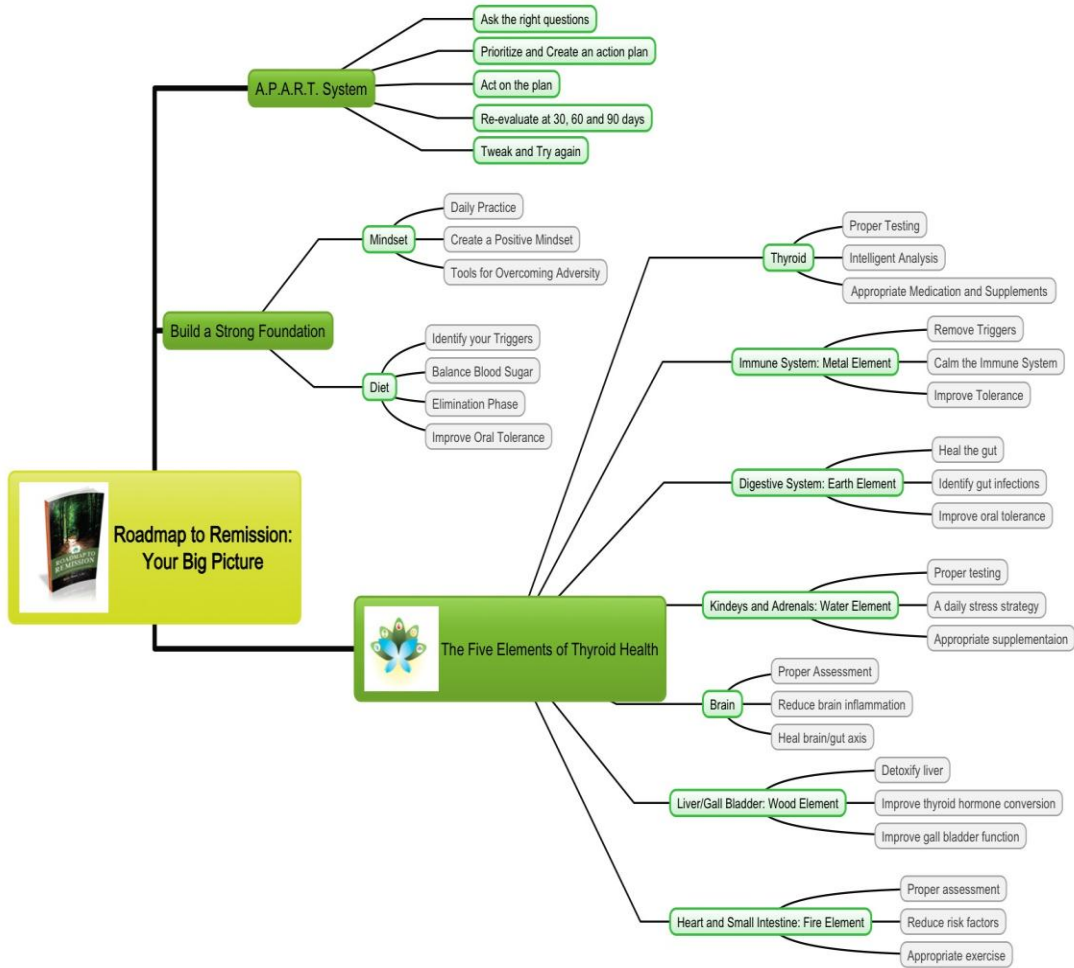 Ask the right questions
Prioritize and Create an action plan
A.P.A.R.T. System
Act on the plan
Re-evaluate at 30, 60 and 90 days
Tweak and Try again
Daily Practice
Mindset
Create a Positive Mindset
Tools for Overcoming Adversity
Build a Strong Foundation
Identify your Triggers
Balance Blood Sugar
Diet
Elimination Phase
Improve Oral Tolerance
ROADMAP TO
REMISSION
Roadmap to Remission:
Your Big Picture
The Five Elements of Thyroid Health
Proper Testing
Thyroid
Intelligent Analysis
Appropriate Medication and Supplements
Remove Triggers
Immune System: Metal Element
Calm the Immune System
Improve Tolerance
Heal the gut
Digestive System: Earth Element
Identify gut infections
Improve oral tolerance
Proper testing
Kindeys and Adrenals: Water Element
A daily stress strategy
Appropriate supplementaion
Proper Assessment
Brain
Reduce brain inflammation
Heal brain/gut axis
Detoxify liver
Liver/Gall Bladder: Wood Element
Improve thyroid hormone conversion
Improve gall bladder function
Proper assessment
Heart and Small Intestine: Fire Element
Reduce risk factors
Appropriate exercise